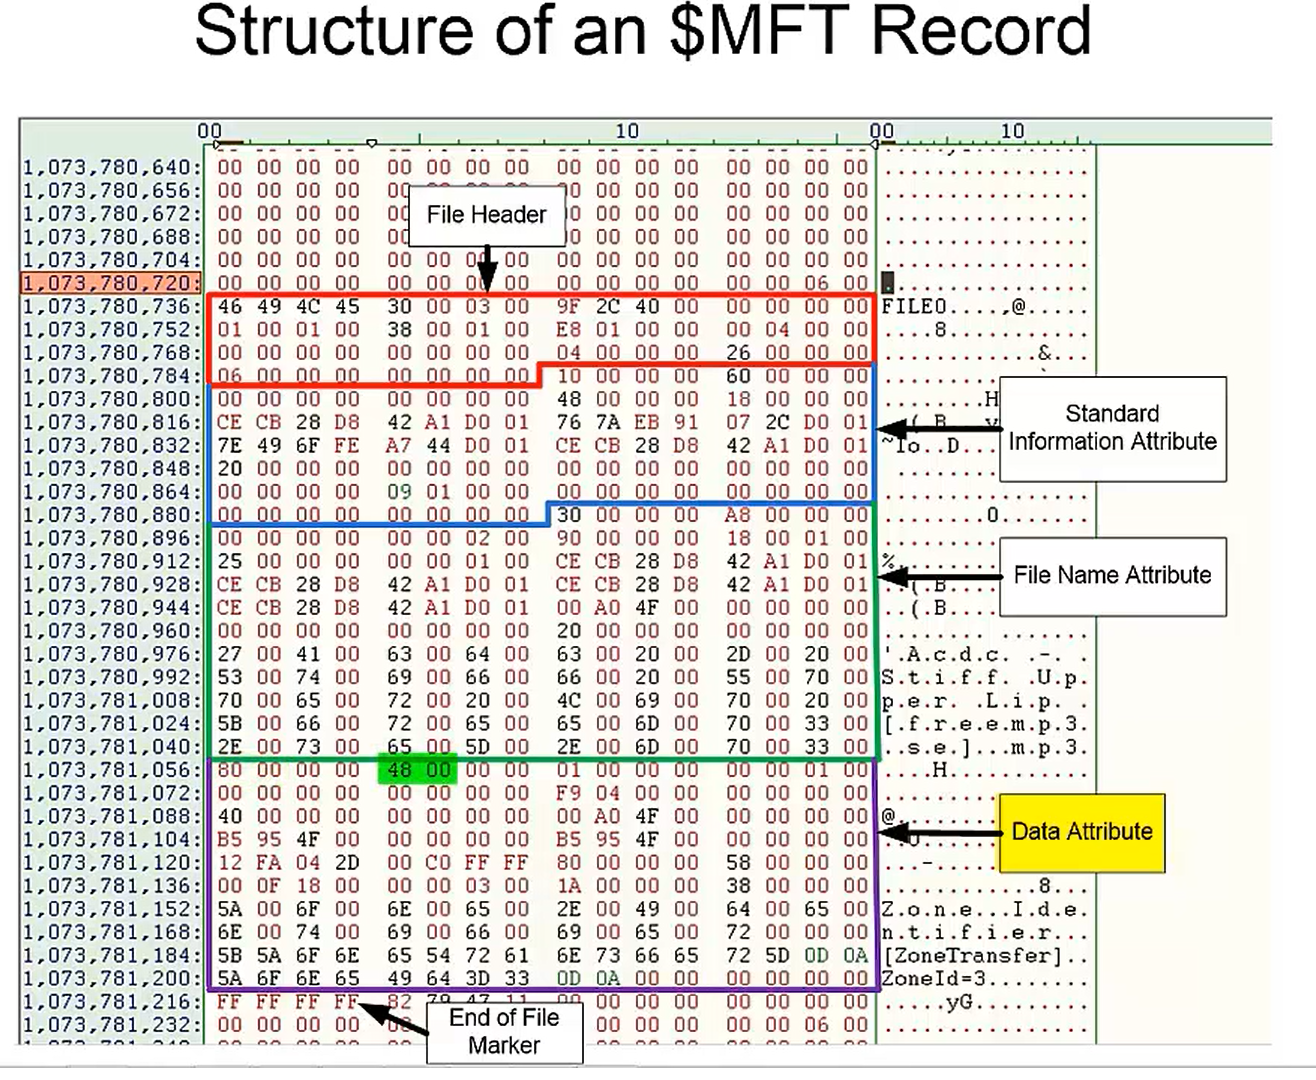 Structure of an $MFT Record
00 10 00 10
1,073,780,640: 00 00 00 00 00 00 00 00 00 00 00 00 00 00 00 00 ................
1,073,780,656: 00 00 00 00 00 00 00 00 00 00 00 00 00 00 00 00 ................
1,073,780,672: 00 00 00 00 00 00 00 00 00 00 00 ................
File Header
1,073,780,688: 00 00 00 00 00 00 00 00 00 00 00 ................
1,073,780,704: 00 00 00 00 00 00 00 00 00 00 00 00 00 00 00 00 ................
1,073,780,720: 00 00 00 00 00 00 00 00 00 00 00 00 00 00 06 00 ................
1,073,780,736: 46 49 4C 45 30 00 03 00 9F 2C 40 00 00 00 00 00 FILE0....,@.....
1,073,780,752: 01 00 01 00 38 00 01 00 E8 01 00 00 00 04 00 00 ....8...........
1,073,780,768: 00 00 00 00 00 00 00 00 04 00 00 00 26 00 00 00 ............&...
1,073,780,784: 06 00 00 00 00 00 00 00 10 00 00 00 60 00 00 00 ............`...
1,073,780,800: 00 00 00 00 00 00 00 00 48 00 00 00 18 00 00 00 ........H
1,073,780,816: CE CB 28 D8 42 A1 D0 01 76 7A EB 91 07 2C D0 01 ..(.B...v
Standard
Information Attribute
1,073,780,832: 7E 49 6F FE A7 44 D0 01 CE CB 28 D8 42 A1 D0 01 ~Io..D..
1,073,780,848: 20 00 00 00 00 00 00 00 00 00 00 00 00 00 00 00
1,073,780,864: 00 00 00 00 09 01 00 00 00 00 00 00 00 00 00 00 ................
1,073,780,880: 00 00 00 00 00 00 00 00 30 00 00 00 A8 00 00 00 ........0.......
1,073,780,896: 00 00 00 00 00 00 02 00 90 00 00 00 18 00 01 00 ................
1,073,780,912: 25 00 00 00 00 00 01 00 CE CB 28 D8 42 A1 D0 01 %.......
File Name Attribute
1,073,780,928: CE CB 28 D8 42 A1 D0 01 CE CB 28 D8 42 A1 D0 01 ..(.B...
1,073,780,944: CE CB 28 D8 42 A1 D0 01 00 A0 4F 00 00 00 00 00 ..(.B...
1,073,780,960: 00 00 00 00 00 00 00 00 20 00 00 00 00 00 00 00 ........ .......
1,073,780,976: 27 00 41 00 63 00 64 00 63 00 20 00 2D 00 20 00 '.A.c.d.c. .-. .
1,073,780,992: 53 00 74 00 69 00 66 00 66 00 20 00 55 00 70 00 S.t.i.f.f. .U.p.
1,073,781,008: 70 00 65 00 72 00 20 00 4C 00 69 00 70 00 20 00 p.e.r. .L.i.p. .
1,073,781,024: 5B 00 66 00 72 00 65 00 65 00 6D 00 70 00 33 00 [.f.r.e.e.m.p.3.
1,073,781,040: 2E 00 73 00 65 00 5D 00 2E 00 6D 00 70 00 33 00 ..s.e.]...m.p.3.
1,073,781,056: 80 00 00 00 48 00 00 00 01 00 00 00 00 00 01 00 ....H...........
1,073,781,072: 00 00 00 00 00 00 00 00 F9 04 00 00 00 00 00 00 ................
1,073,781,088: 40 00 00 00 00 00 00 00 00 A0 4F 00 00 00 00 00 @
Data Attribute
1,073,781,104: B5 95 4F 00 00 00 00 00 B5 95 4F 00 00 00 00 00
1,073,781,120: 12 FA 04 2D 00 C0 FF FF 80 00 00 00 58 00 00 00 ...-
1,073,781,136: 00 0F 18 00 00 00 03 00 1A 00 00 00 38 00 00 00 ............8...
1,073,781,152: 5A 00 6F 00 6E 00 65 00 2E 00 49 00 64 00 65 00 Z.o.n.e...I.d.e.
1,073,781,168: 6E 00 74 00 69 00 66 00 69 00 65 00 72 00 00 00 n.t.i.f.i.e.r...
1,073,781,184: 5B 5A 6F 6E 65 54 72 61 6E 73 66 65 72 5D 0D 0A [ZoneTransfer]..
1,073,781,200: 5A 6F 6E 65 49 64 3D 33 0D 0A 00 00 00 00 00 00 ZoneId=3........
1,073,781,216: FF FF FF FF 82 79 47 11 00 00 00 00 00 00 00 00 .....yG.........
End of File
Marker
1,073,781,232: 00 00 00 00 00 00 00 00 00 00 06 00 ................